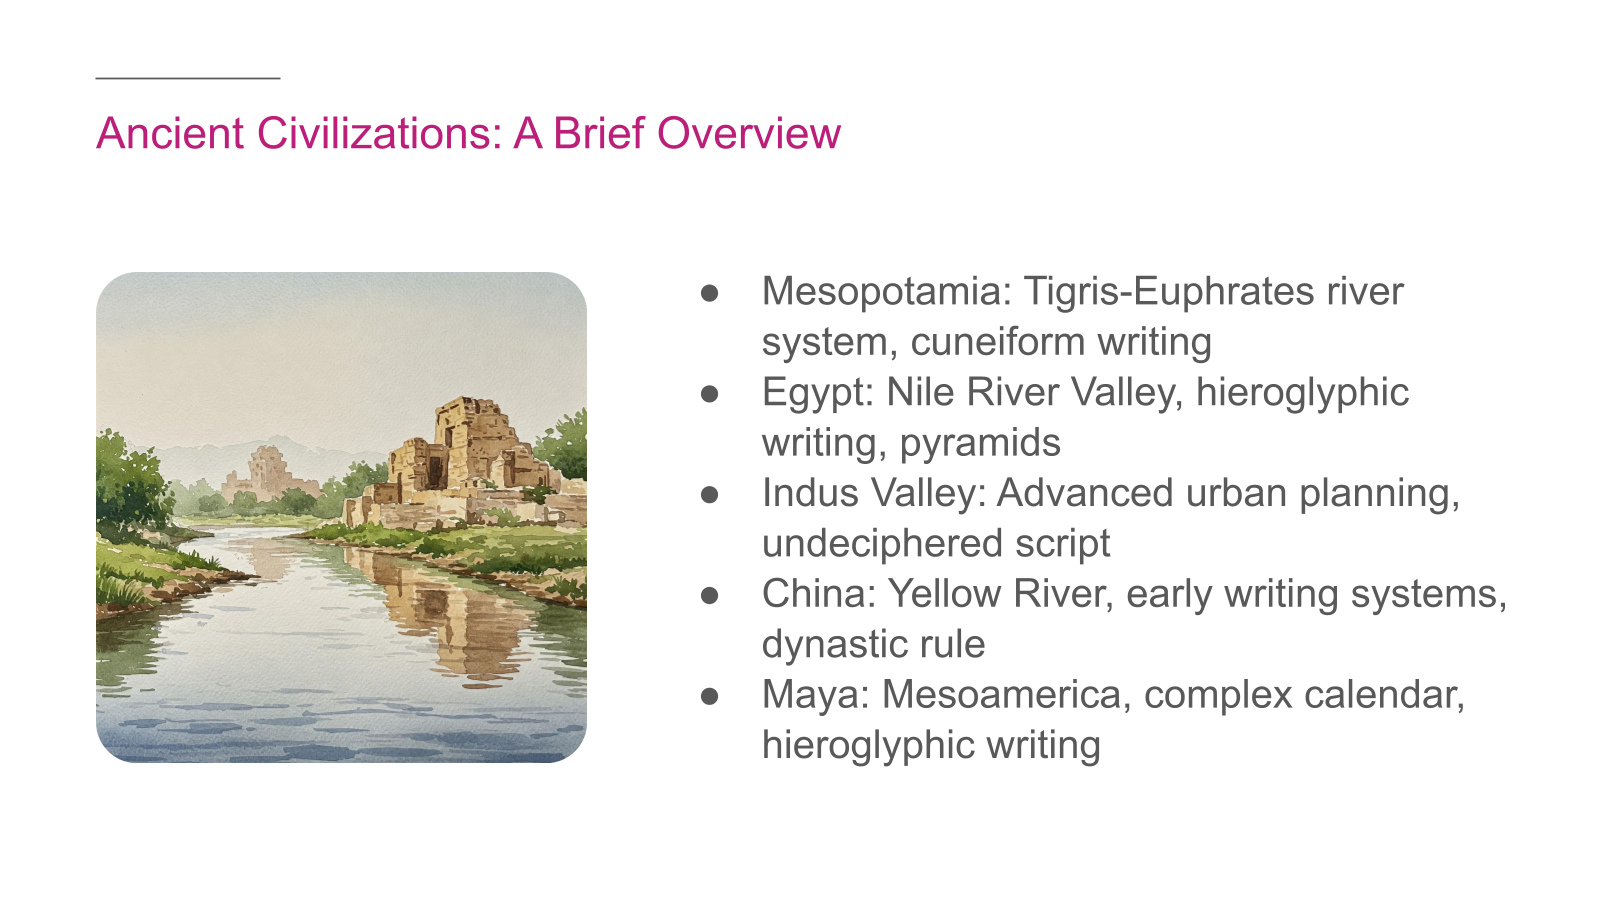 Ancient Civilizations: A Brief Overview
● Mesopotamia: Tigris-Euphrates river
system, cuneiform writing
● Egypt: Nile River Valley, hieroglyphic
writing, pyramids
● Indus Valley: Advanced urban planning,
undeciphered script
● China: Yellow River, early writing systems,
dynastic rule
● Maya: Mesoamerica, complex calendar,
hieroglyphic writing